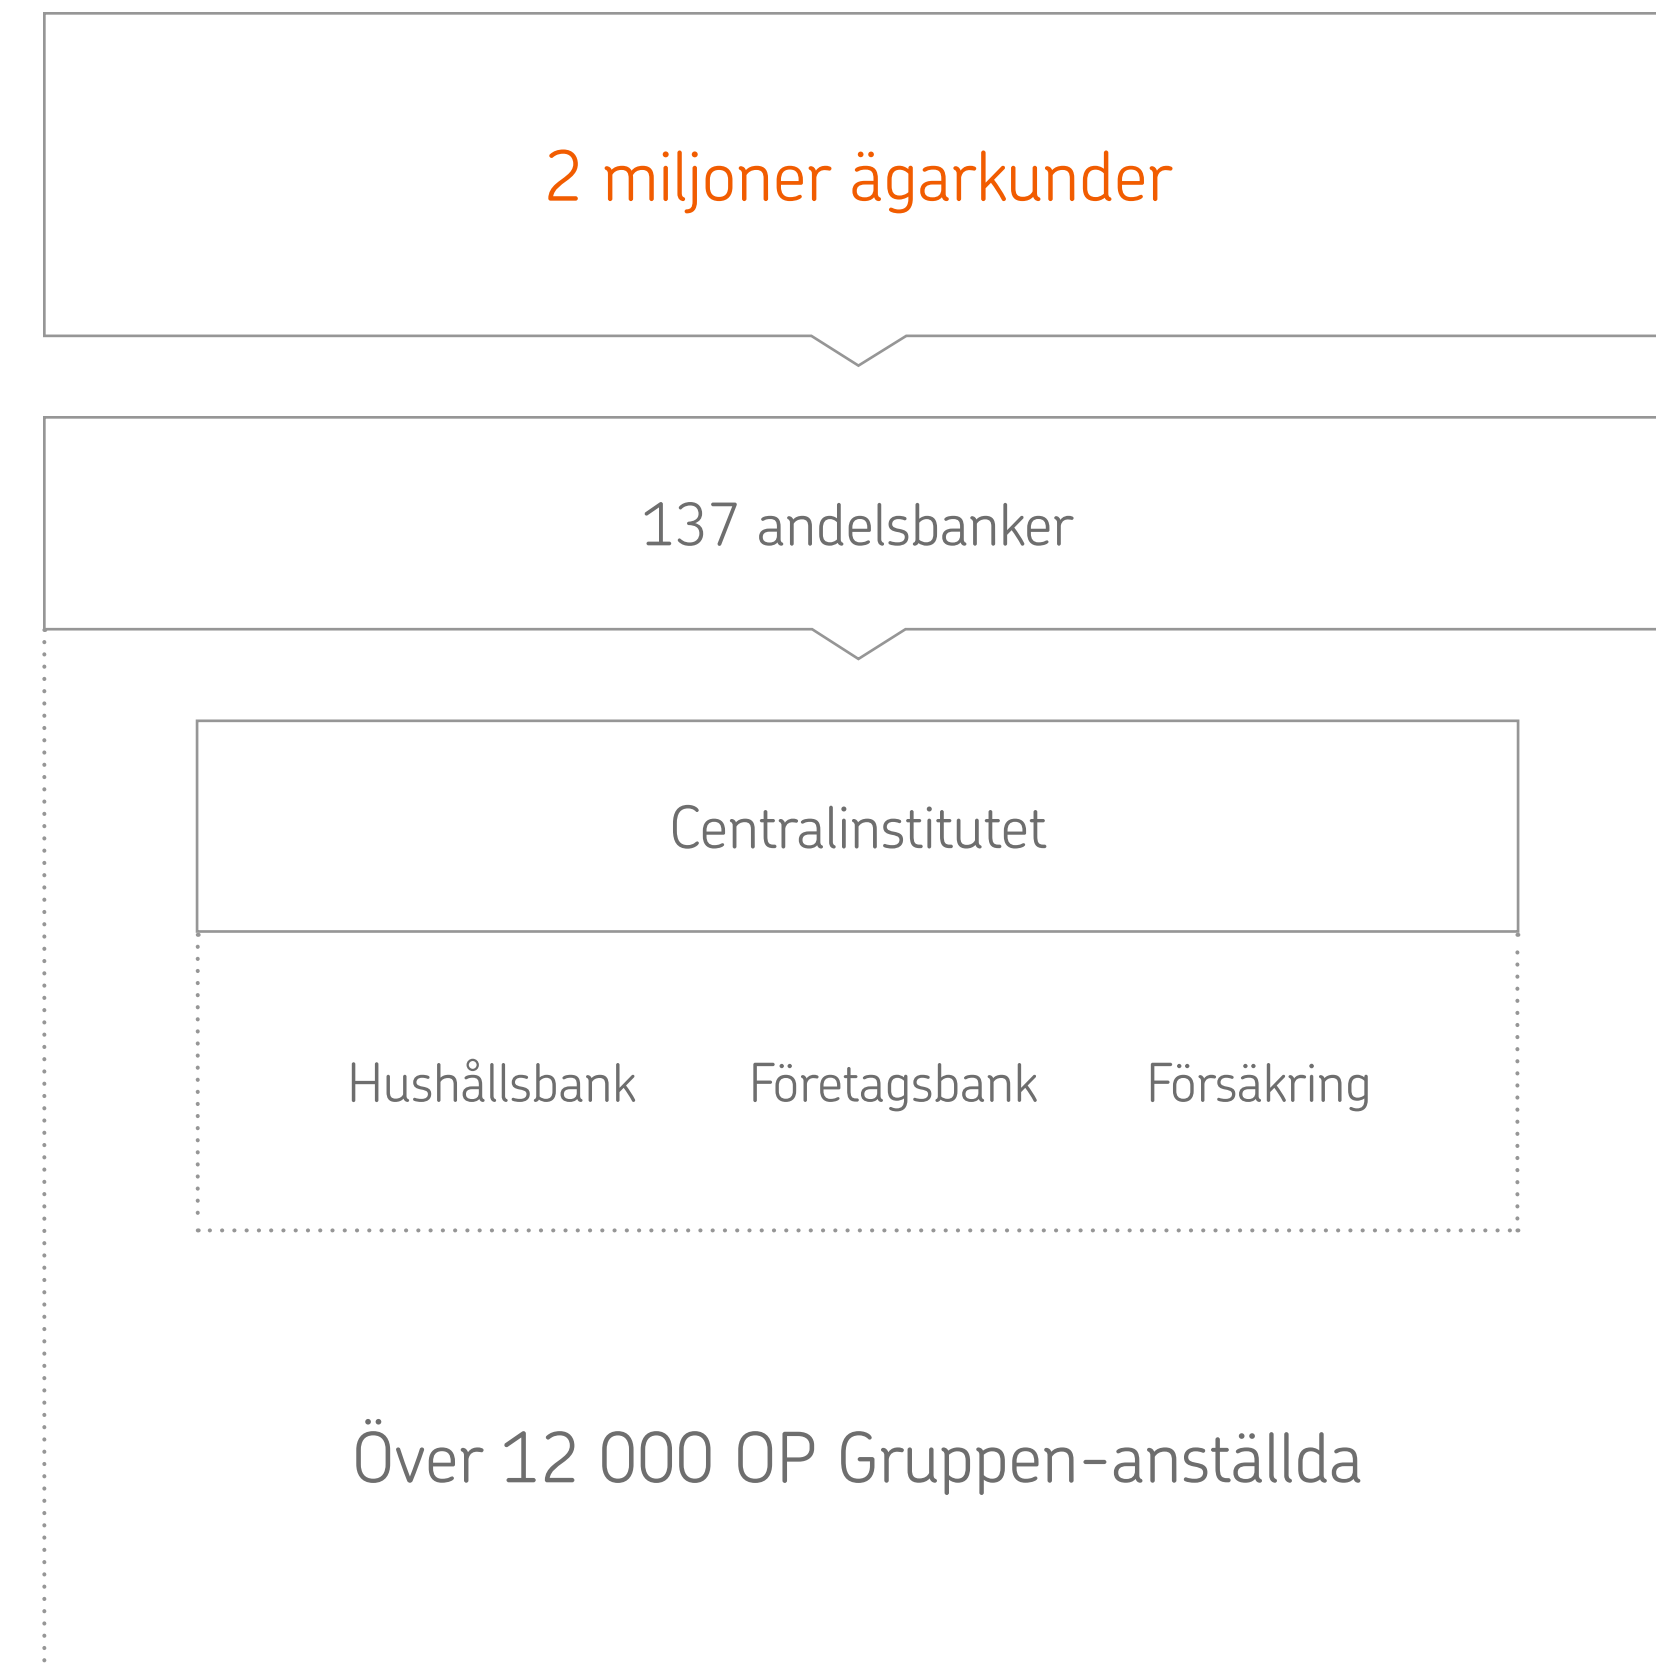 2 miljoner ägarkunder
137 andelsbanker
Centralinstitutet
Hushållsbank Företagsbank Försäkring
Över 12 000 OP Gruppen-anställda